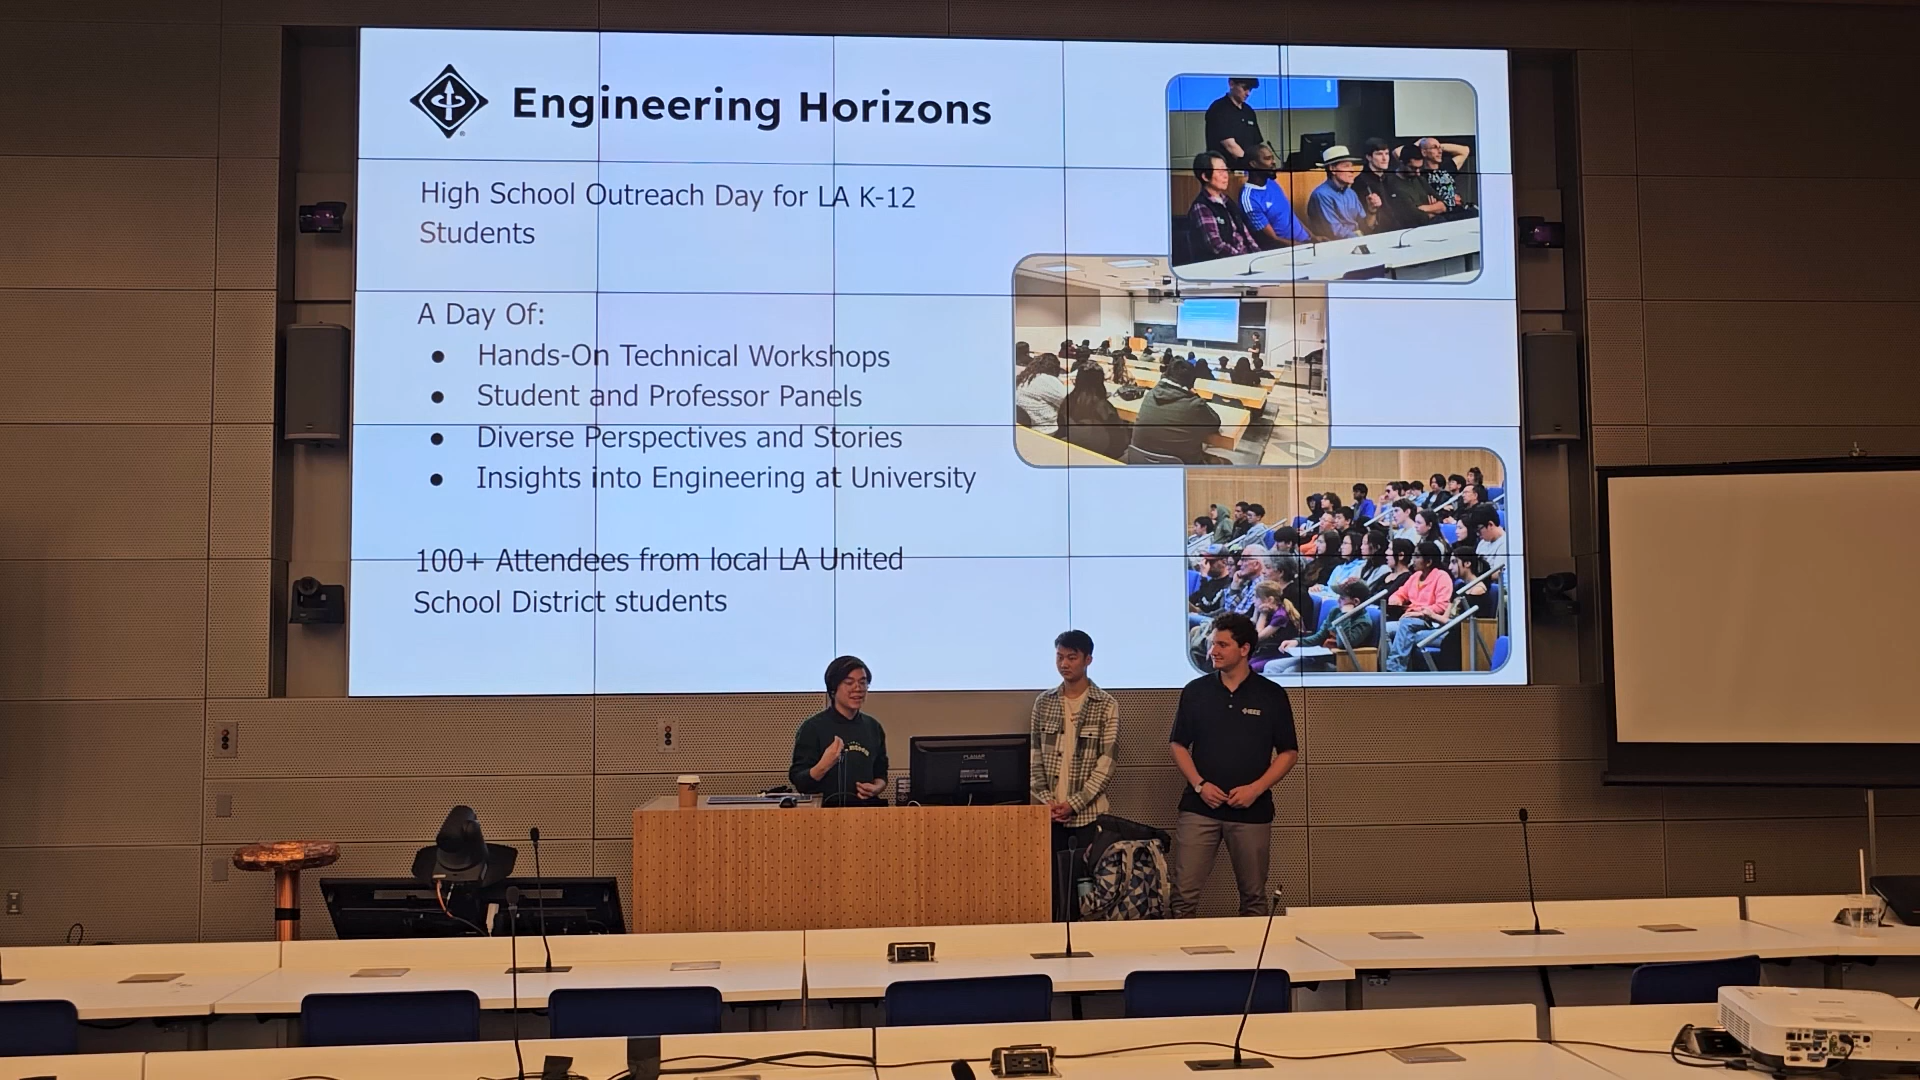 Engineering Horizons
High School Outreach Day for LA K-12
Students
A Day Of:
● Hands-On Technical Workshops
● Student and Professor Panels
● Diverse Perspectives and Stories
● Insights into Engineering at University
100+ Attendees from local LA United
School District students
IEEE
PLANAR